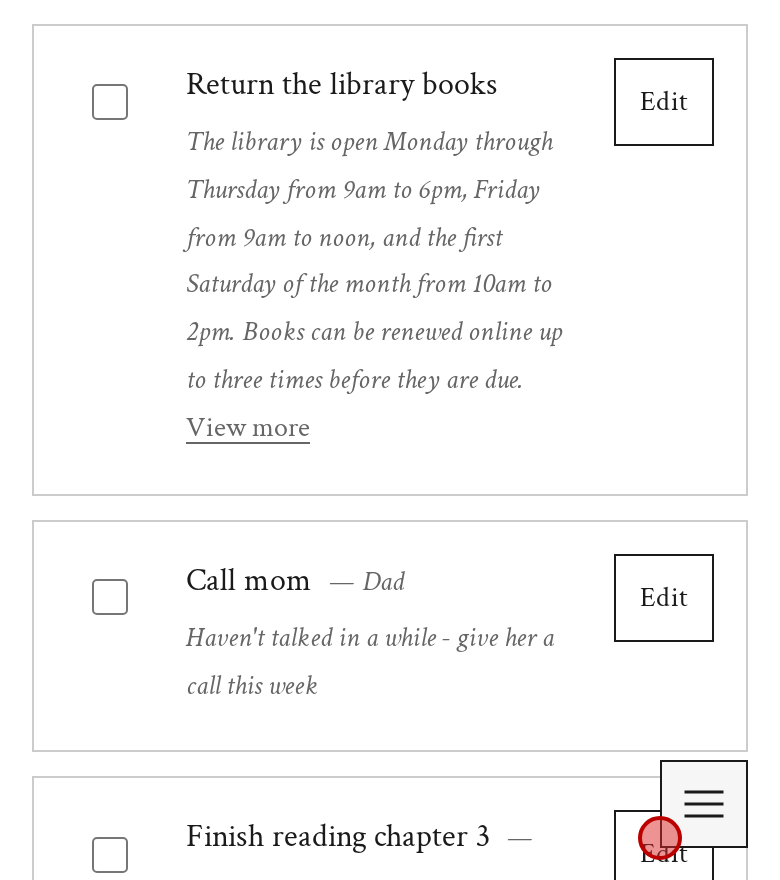 Return the library books
Edit
The library is open Monday through
Thursday from 9am to 6pm, Friday
from 9am to noon, and the first
Saturday of the month from 10am to
2pm. Books can be renewed online up
to three times before they are due.
View more
Call mom — Dad
Edit
Haven't talked in a while - give her a
call this week
Finish reading chapter 3 —
Edit